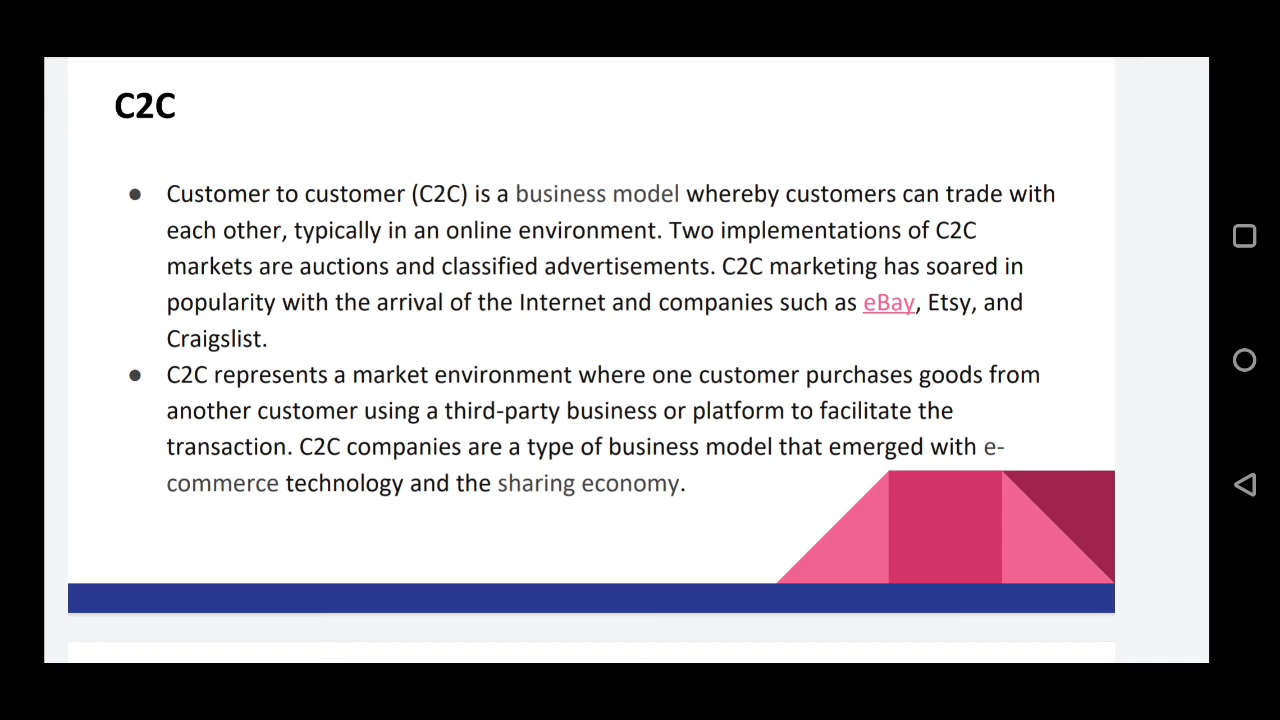 C2C
● Customer to customer (C2C) is a business model whereby customers can trade with
each other, typically in an online environment. Two implementations of C2C
markets are auctions and classified advertisements. C2C marketing has soared in
popularity with the arrival of the Internet and companies such as eBay, Etsy, and
Craigslist.
● C2C represents a market environment where one customer purchases goods from
another customer using a third-party business or platform to facilitate the
transaction. C2C companies are a type of business model that emerged with e-
commerce technology and the sharing economy.